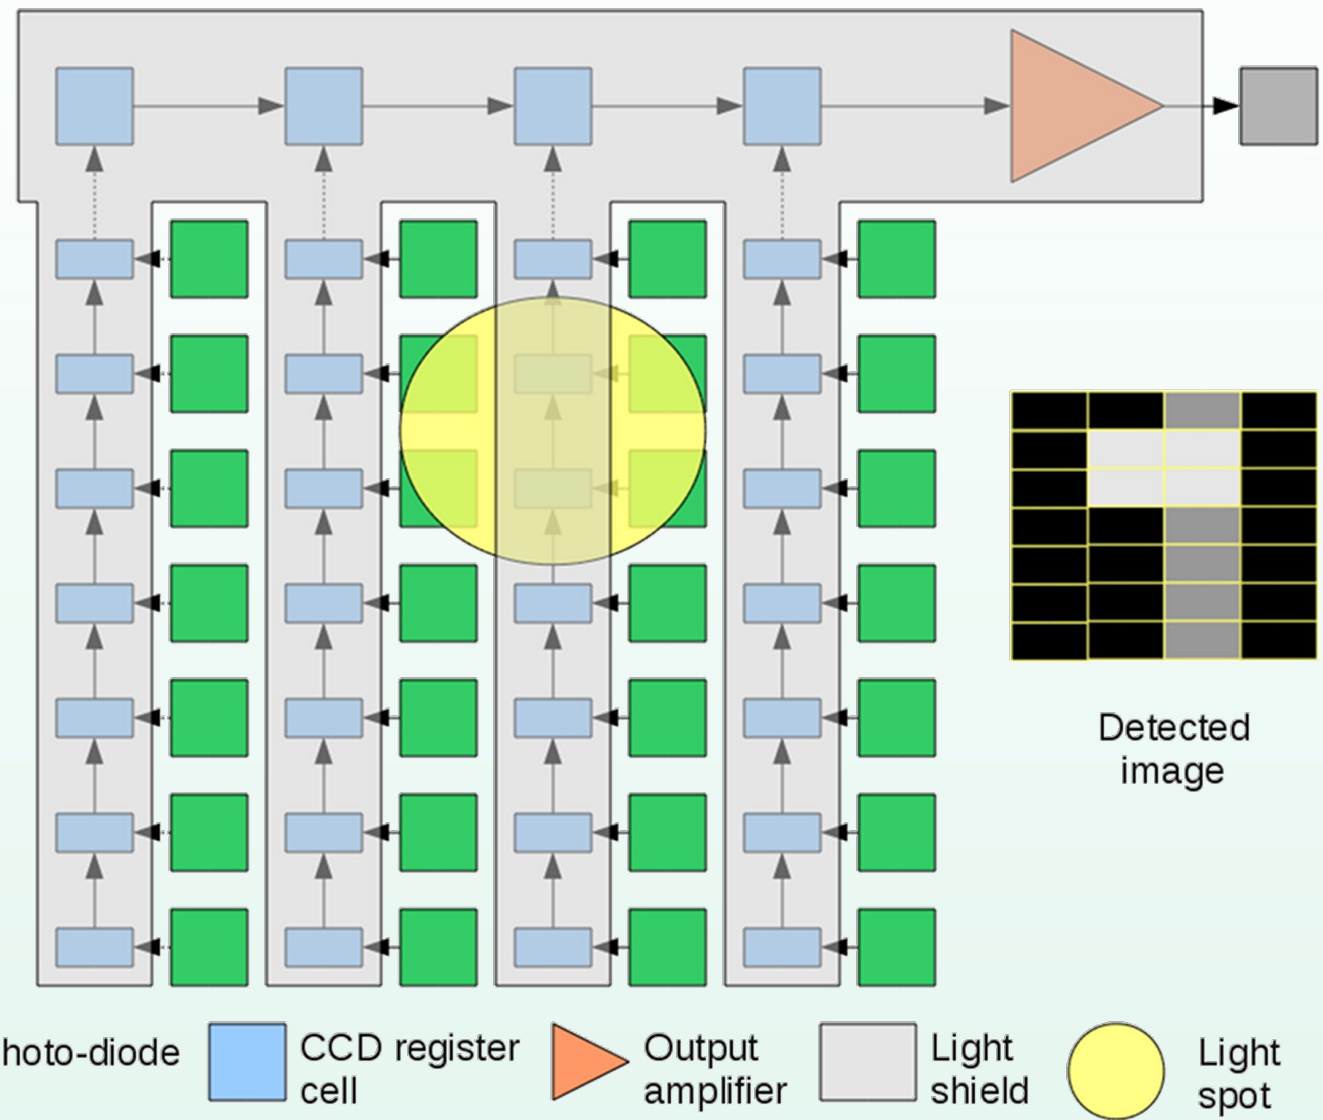 Detected
image
hoto-diode
CCD register
cell
Output
amplifier
Light
shield
Light
spot